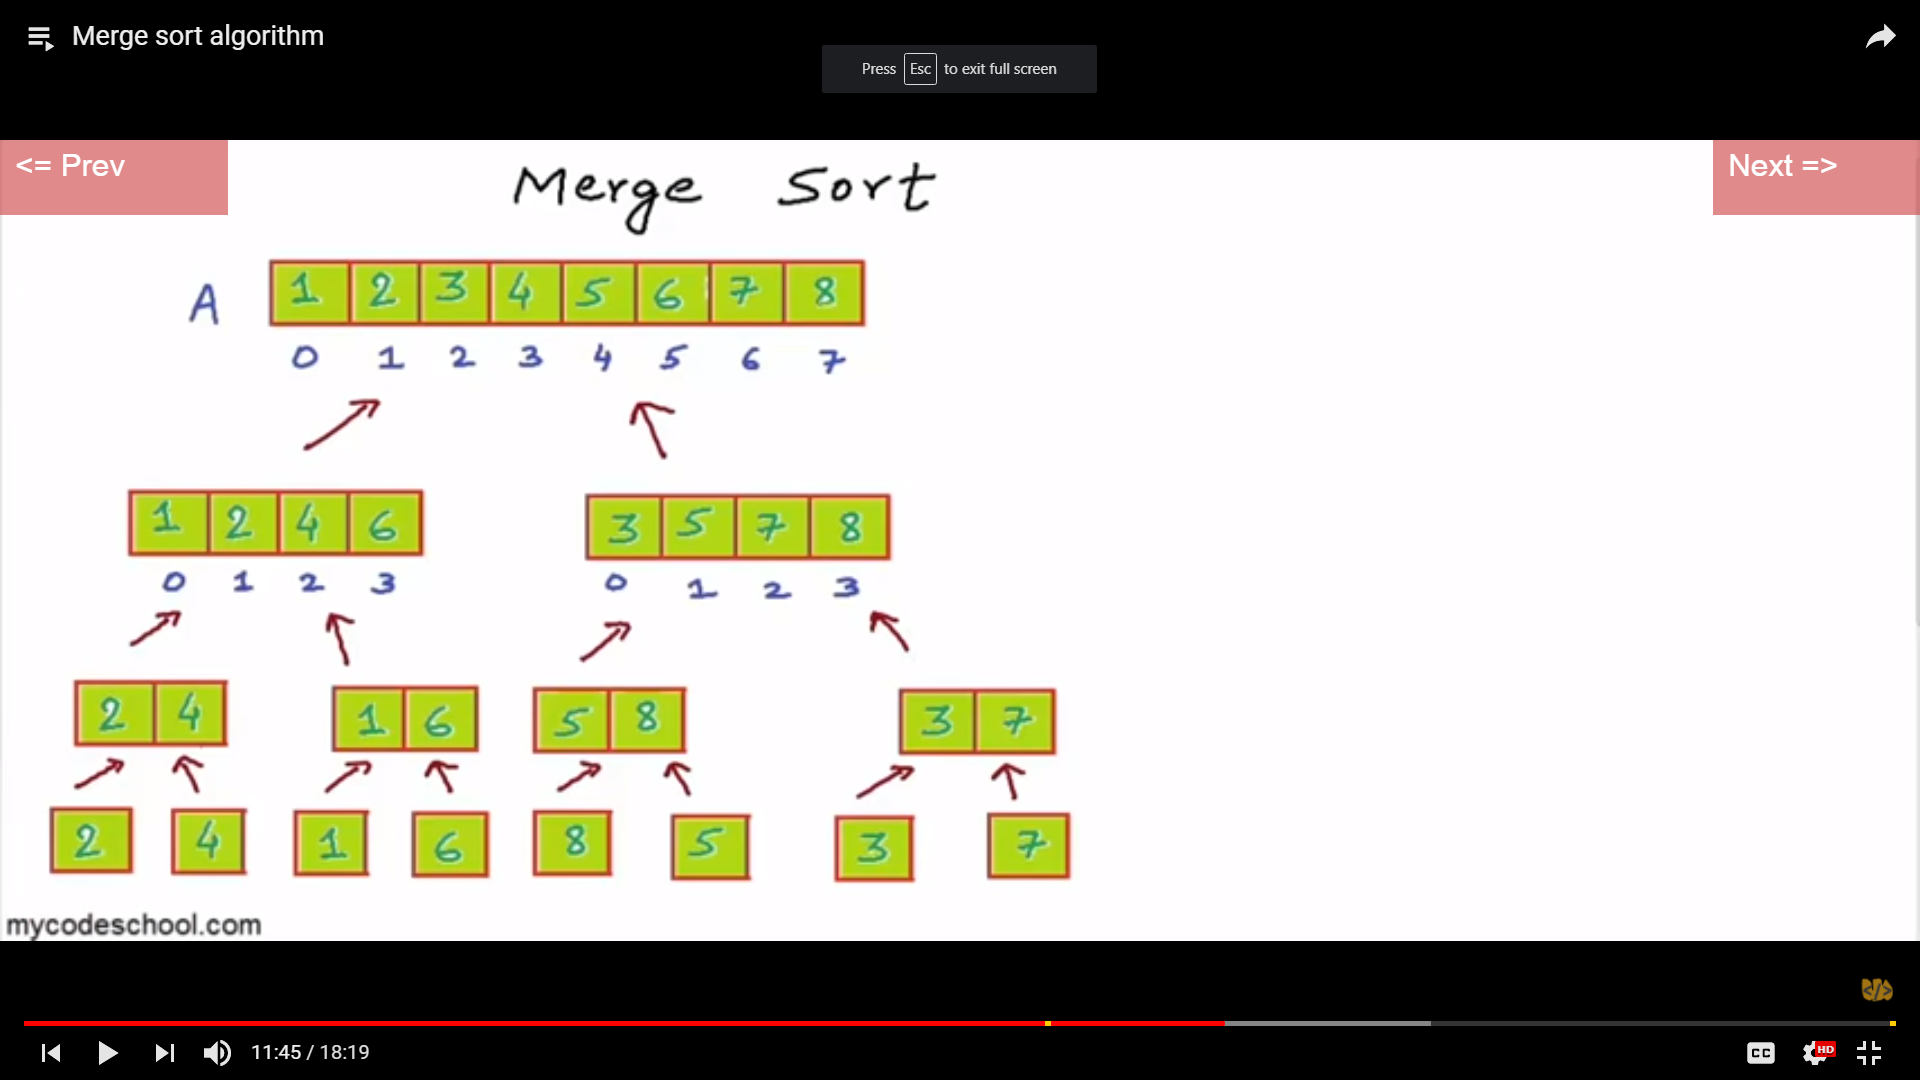 Merge sort algorithm
Press Esc to exit full screen
<= Prev
Next =>
Merge Sort
A 1 2 3 4 5 6 7 8
0 1 2 3 4 5 6 7
1 2 4 6 3 5 7 8
0 1 2 3 0 1 2 3
2 4 1 6 5 8 3 7
2 4 1 6 8 5 3 7
mycodeschool.com
</>
11:45 / 18:19
CC
HD